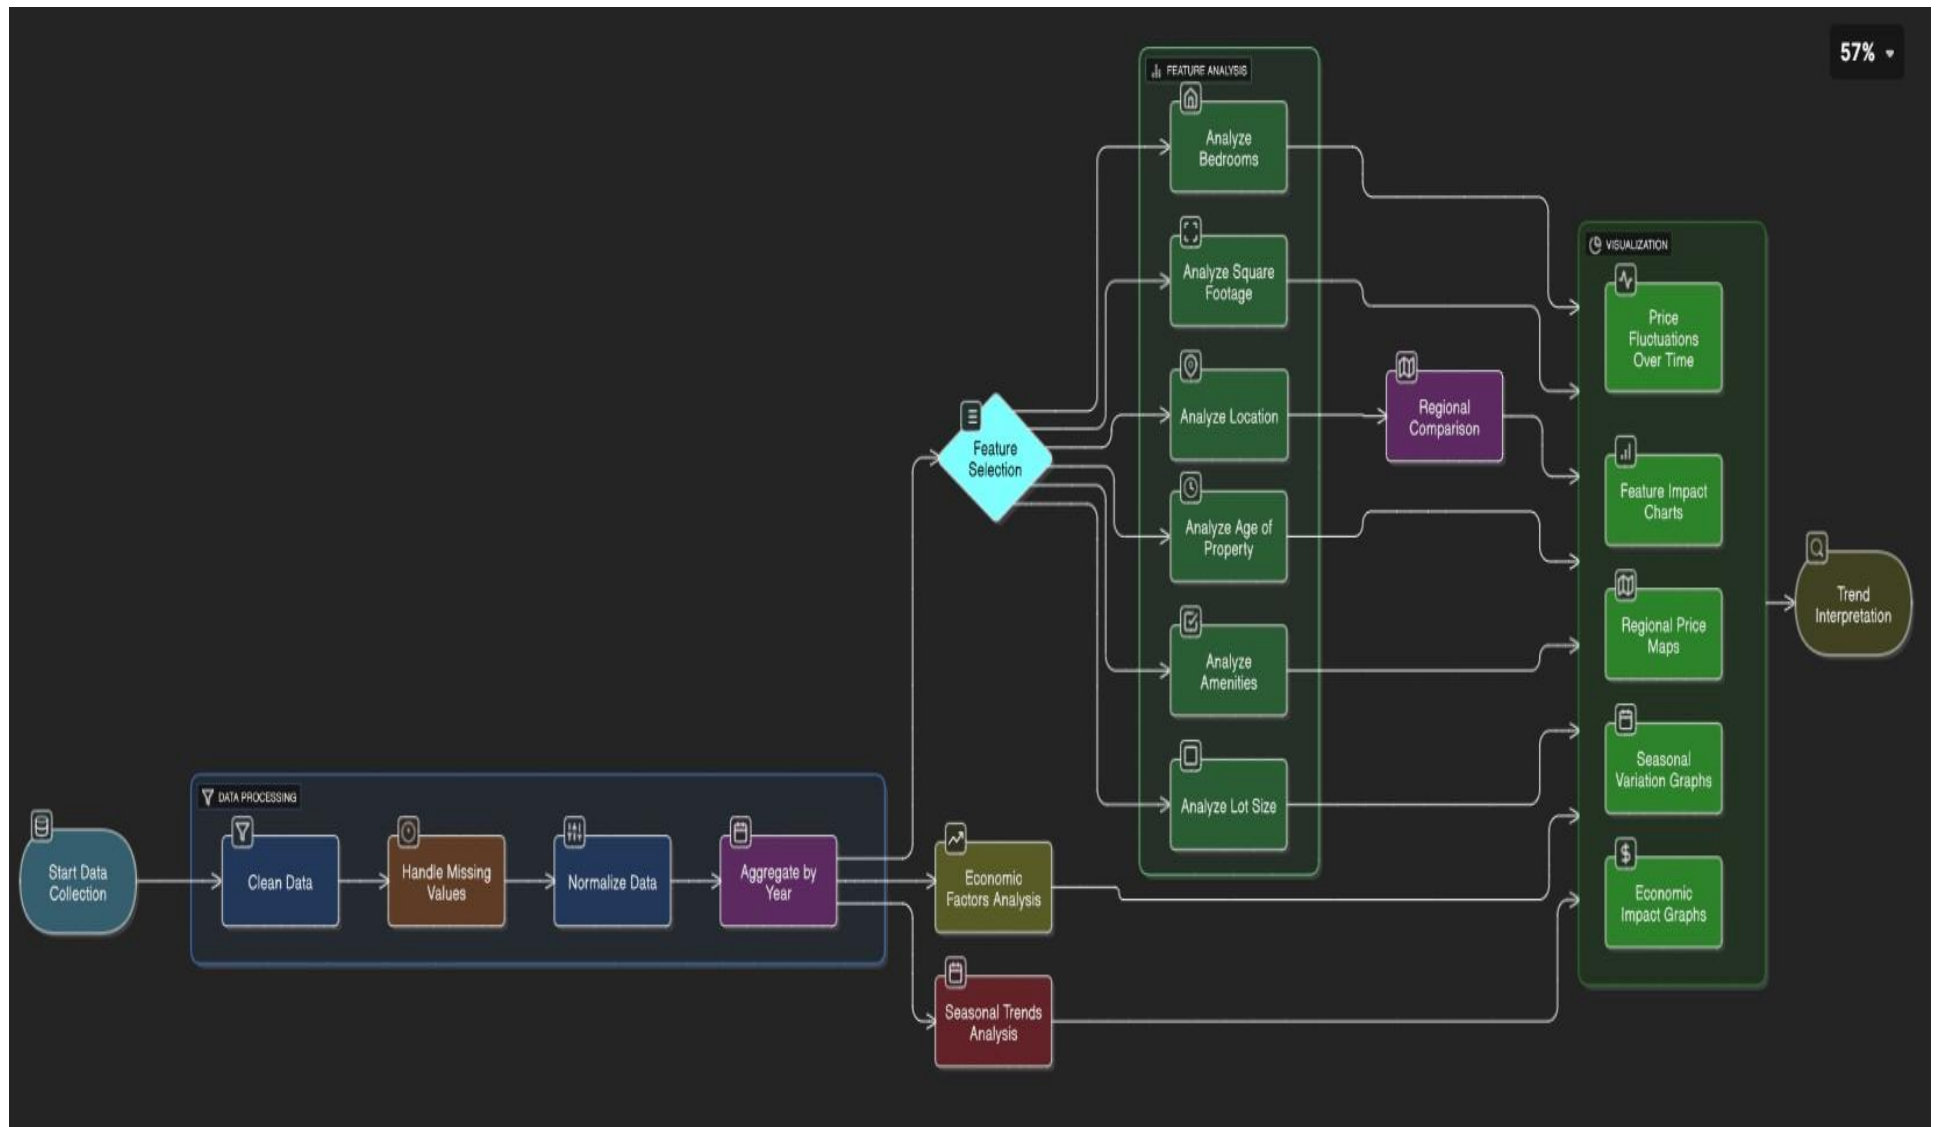 57%
FEATURE ANALYSIS
Analyze
Bedrooms
Analyze Square
Footage
Analyze Location
Analyze Age of
Property
Analyze
Amenities
Analyze Lot Size
Regional
Comparison
VISUALIZATION
Price
Fluctuations
Over Time
Feature Impact
Charts
Regional Price
Maps
Seasonal
Variation Graphs
Economic
Impact Graphs
Trend
Interpretation
Feature
Selection
DATA PROCESSING
Start Data
Collection
Clean Data
Handle Missing
Values
Normalize Data
Aggregate by
Year
Economic
Factors Analysis
Seasonal Trends
Analysis